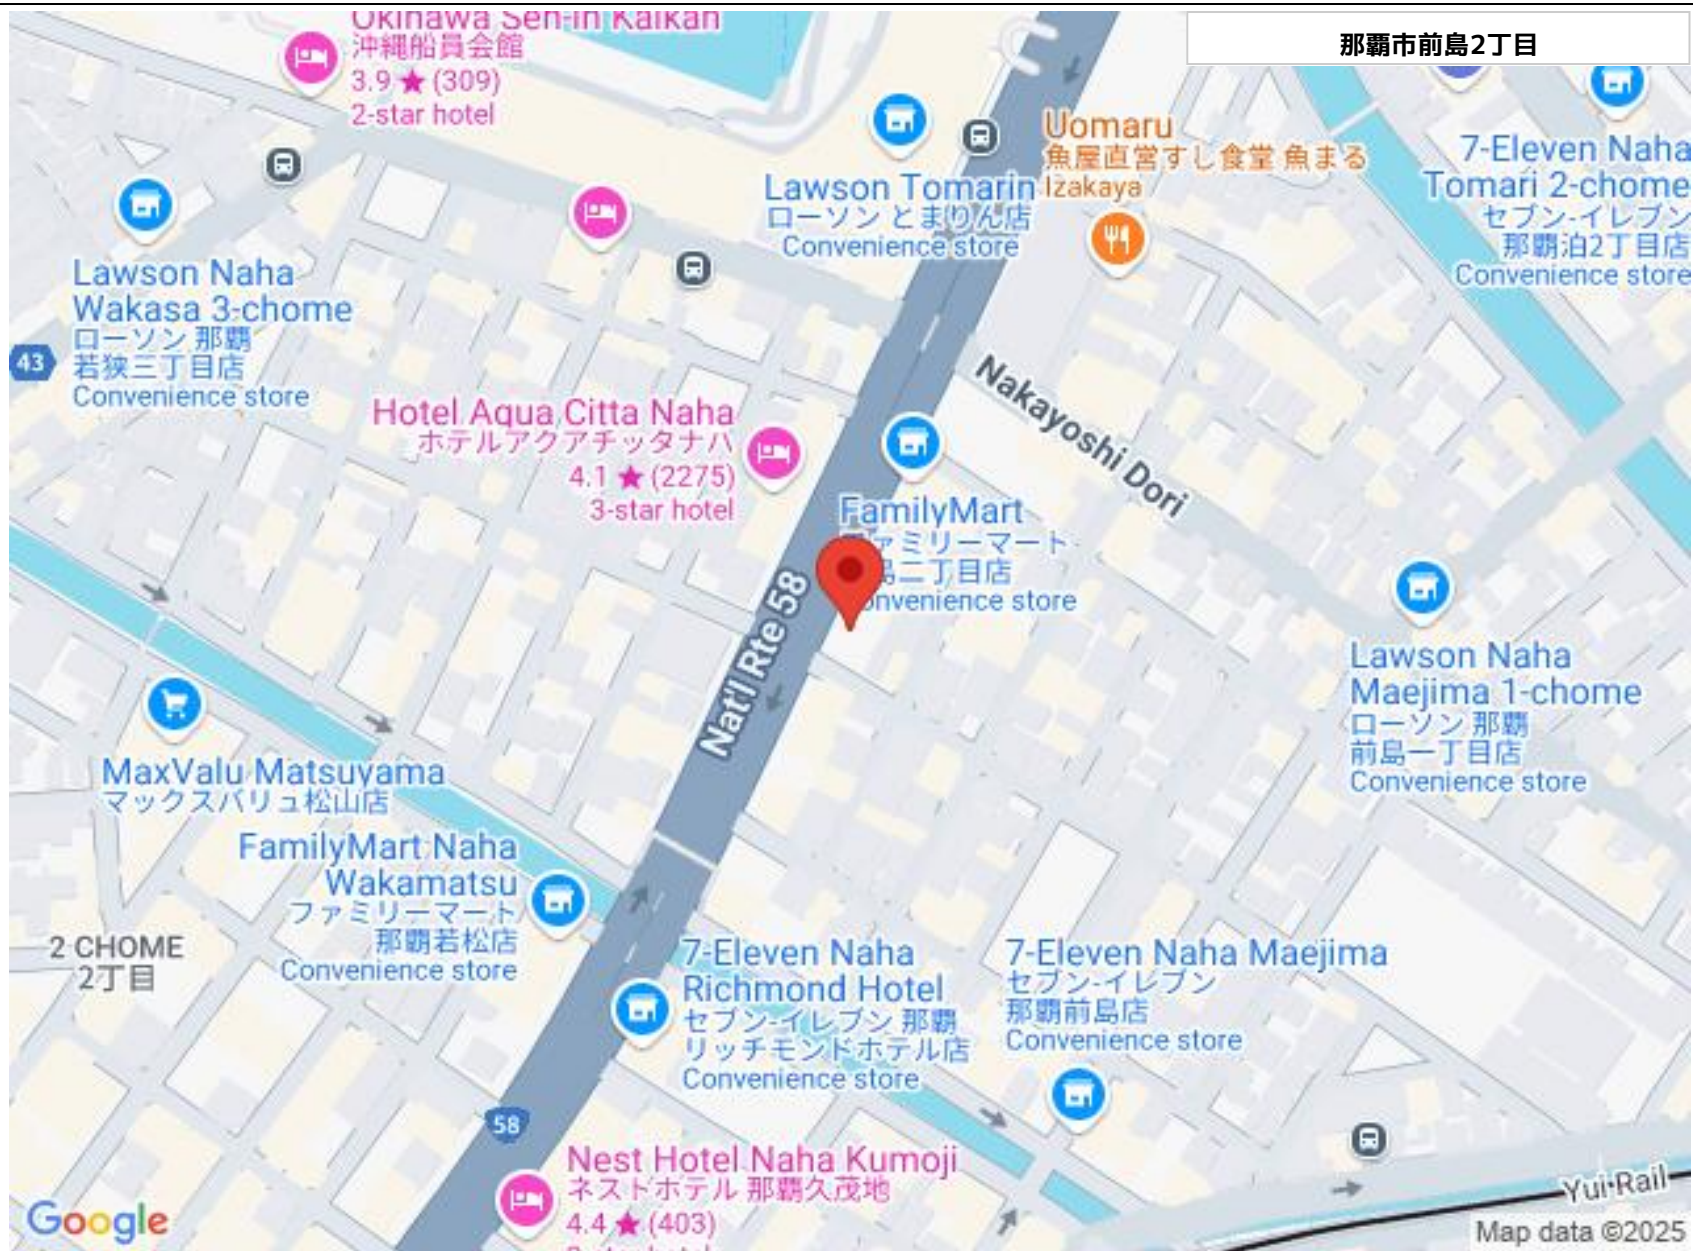 那覇市前島2丁目
Okinawa Sen-in Kaikan
沖縄船員会館
3.9 ★ (309)
2-star hotel
Uomaru
魚屋直営すし食堂 魚まる
Izakaya
7-Eleven Naha
Tomari 2-chome
セブン-イレブン
那覇泊2丁目店
Convenience store
Lawson Tomarin
ローソン とまりん店
Convenience store
Lawson Naha
Wakasa 3-chome
ローソン 那覇
若狭三丁目店
Convenience store
43
Hotel Aqua Citta Naha
ホテルアクアチッタナハ
4.1 ★ (2275)
3-star hotel
Nakayoshi Dori
FamilyMart
ァミリーマート
島二丁目店
onvenience store
Nat'l Rte 58
Lawson Naha
Maejima 1-chome
ローソン 那覇
前島一丁目店
Convenience store
MaxValu Matsuyama
マックスバリュ松山店
FamilyMart Naha
Wakamatsu
ファミリーマート
那覇若松店
Convenience store
2 CHOME
2丁目
7-Eleven Naha
Richmond Hotel
セブン-イレブン 那覇
リッチモンドホテル店
Convenience store
7-Eleven Naha Maejima
セブン-イレブン
那覇前島店
Convenience store
58
Nest Hotel Naha Kumoji
ネストホテル 那覇久茂地
4.4 ★ (403)
Yui Rail
Google
Map data ©2025